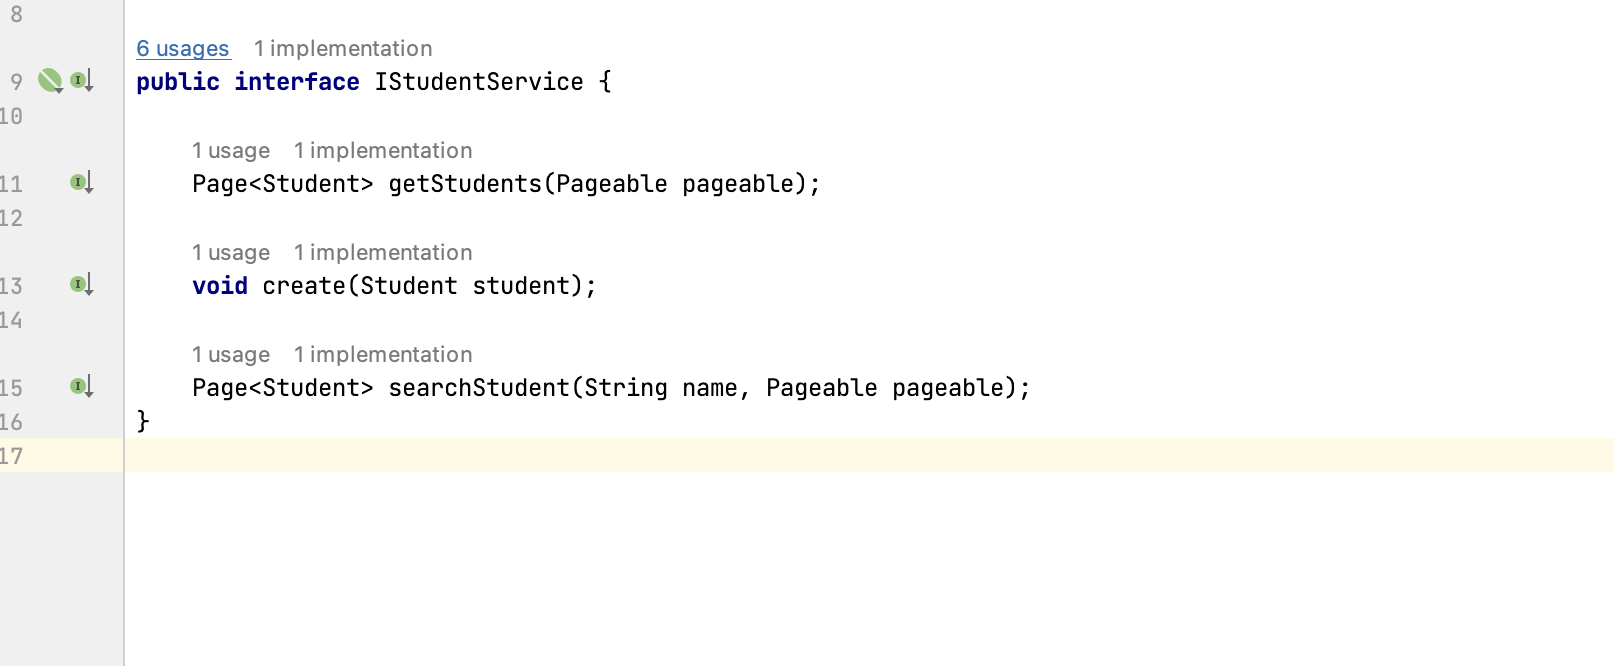 8
6 usages 1 implementation
9 public interface IStudentService {
10
1 usage 1 implementation
11 Page<Student> getStudents(Pageable pageable);
12
1 usage 1 implementation
13 void create(Student student);
14
1 usage 1 implementation
15 Page<Student> searchStudent(String name, Pageable pageable);
16 }
17